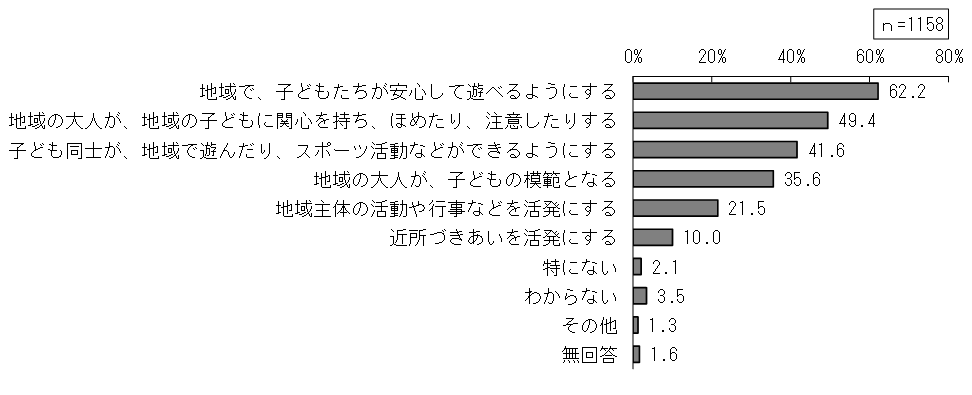 n=1158
0% 20% 40% 60% 80%
地域で、子どもたちが安心して遊べるようにする 62.2
地域の大人が、地域の子どもに関心を持ち、ほめたり、注意したりする 49.4
子ども同士が、地域で遊んだり、スポーツ活動などができるようにする 41.6
地域の大人が、子どもの模範となる 35.6
地域主体の活動や行事などを活発にする 21.5
近所づきあいを活発にする 10.0
特にない 2.1
わからない 3.5
その他 1.3
無回答 1.6